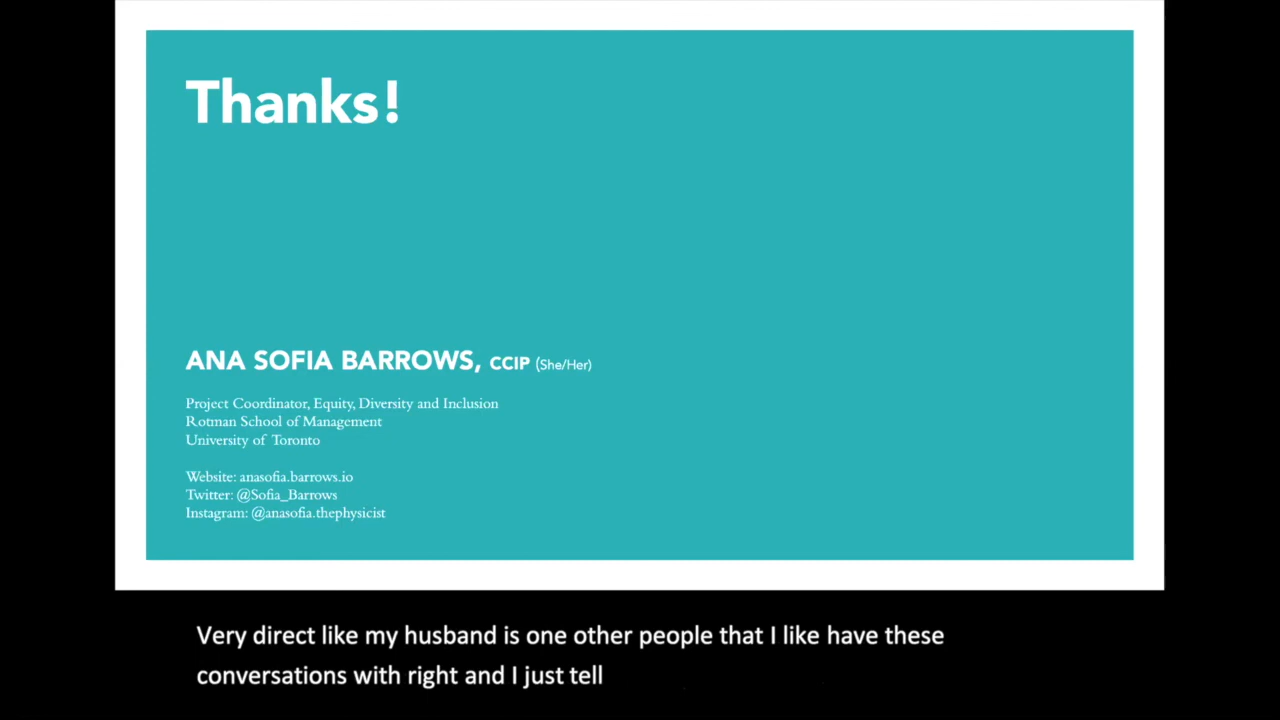 Thanks!
ANA SOFIA BARROWS, CCIP (She/Her)
Project Coordinator, Equity, Diversity and Inclusion
Rotman School of Management
University of Toronto
Website: anasofia.barrows.io
Twitter: @Sofia_Barrows
Instagram: @anasofia.thephysicist
Very direct like my husband is one other people that I like have these
conversations with right and I just tell